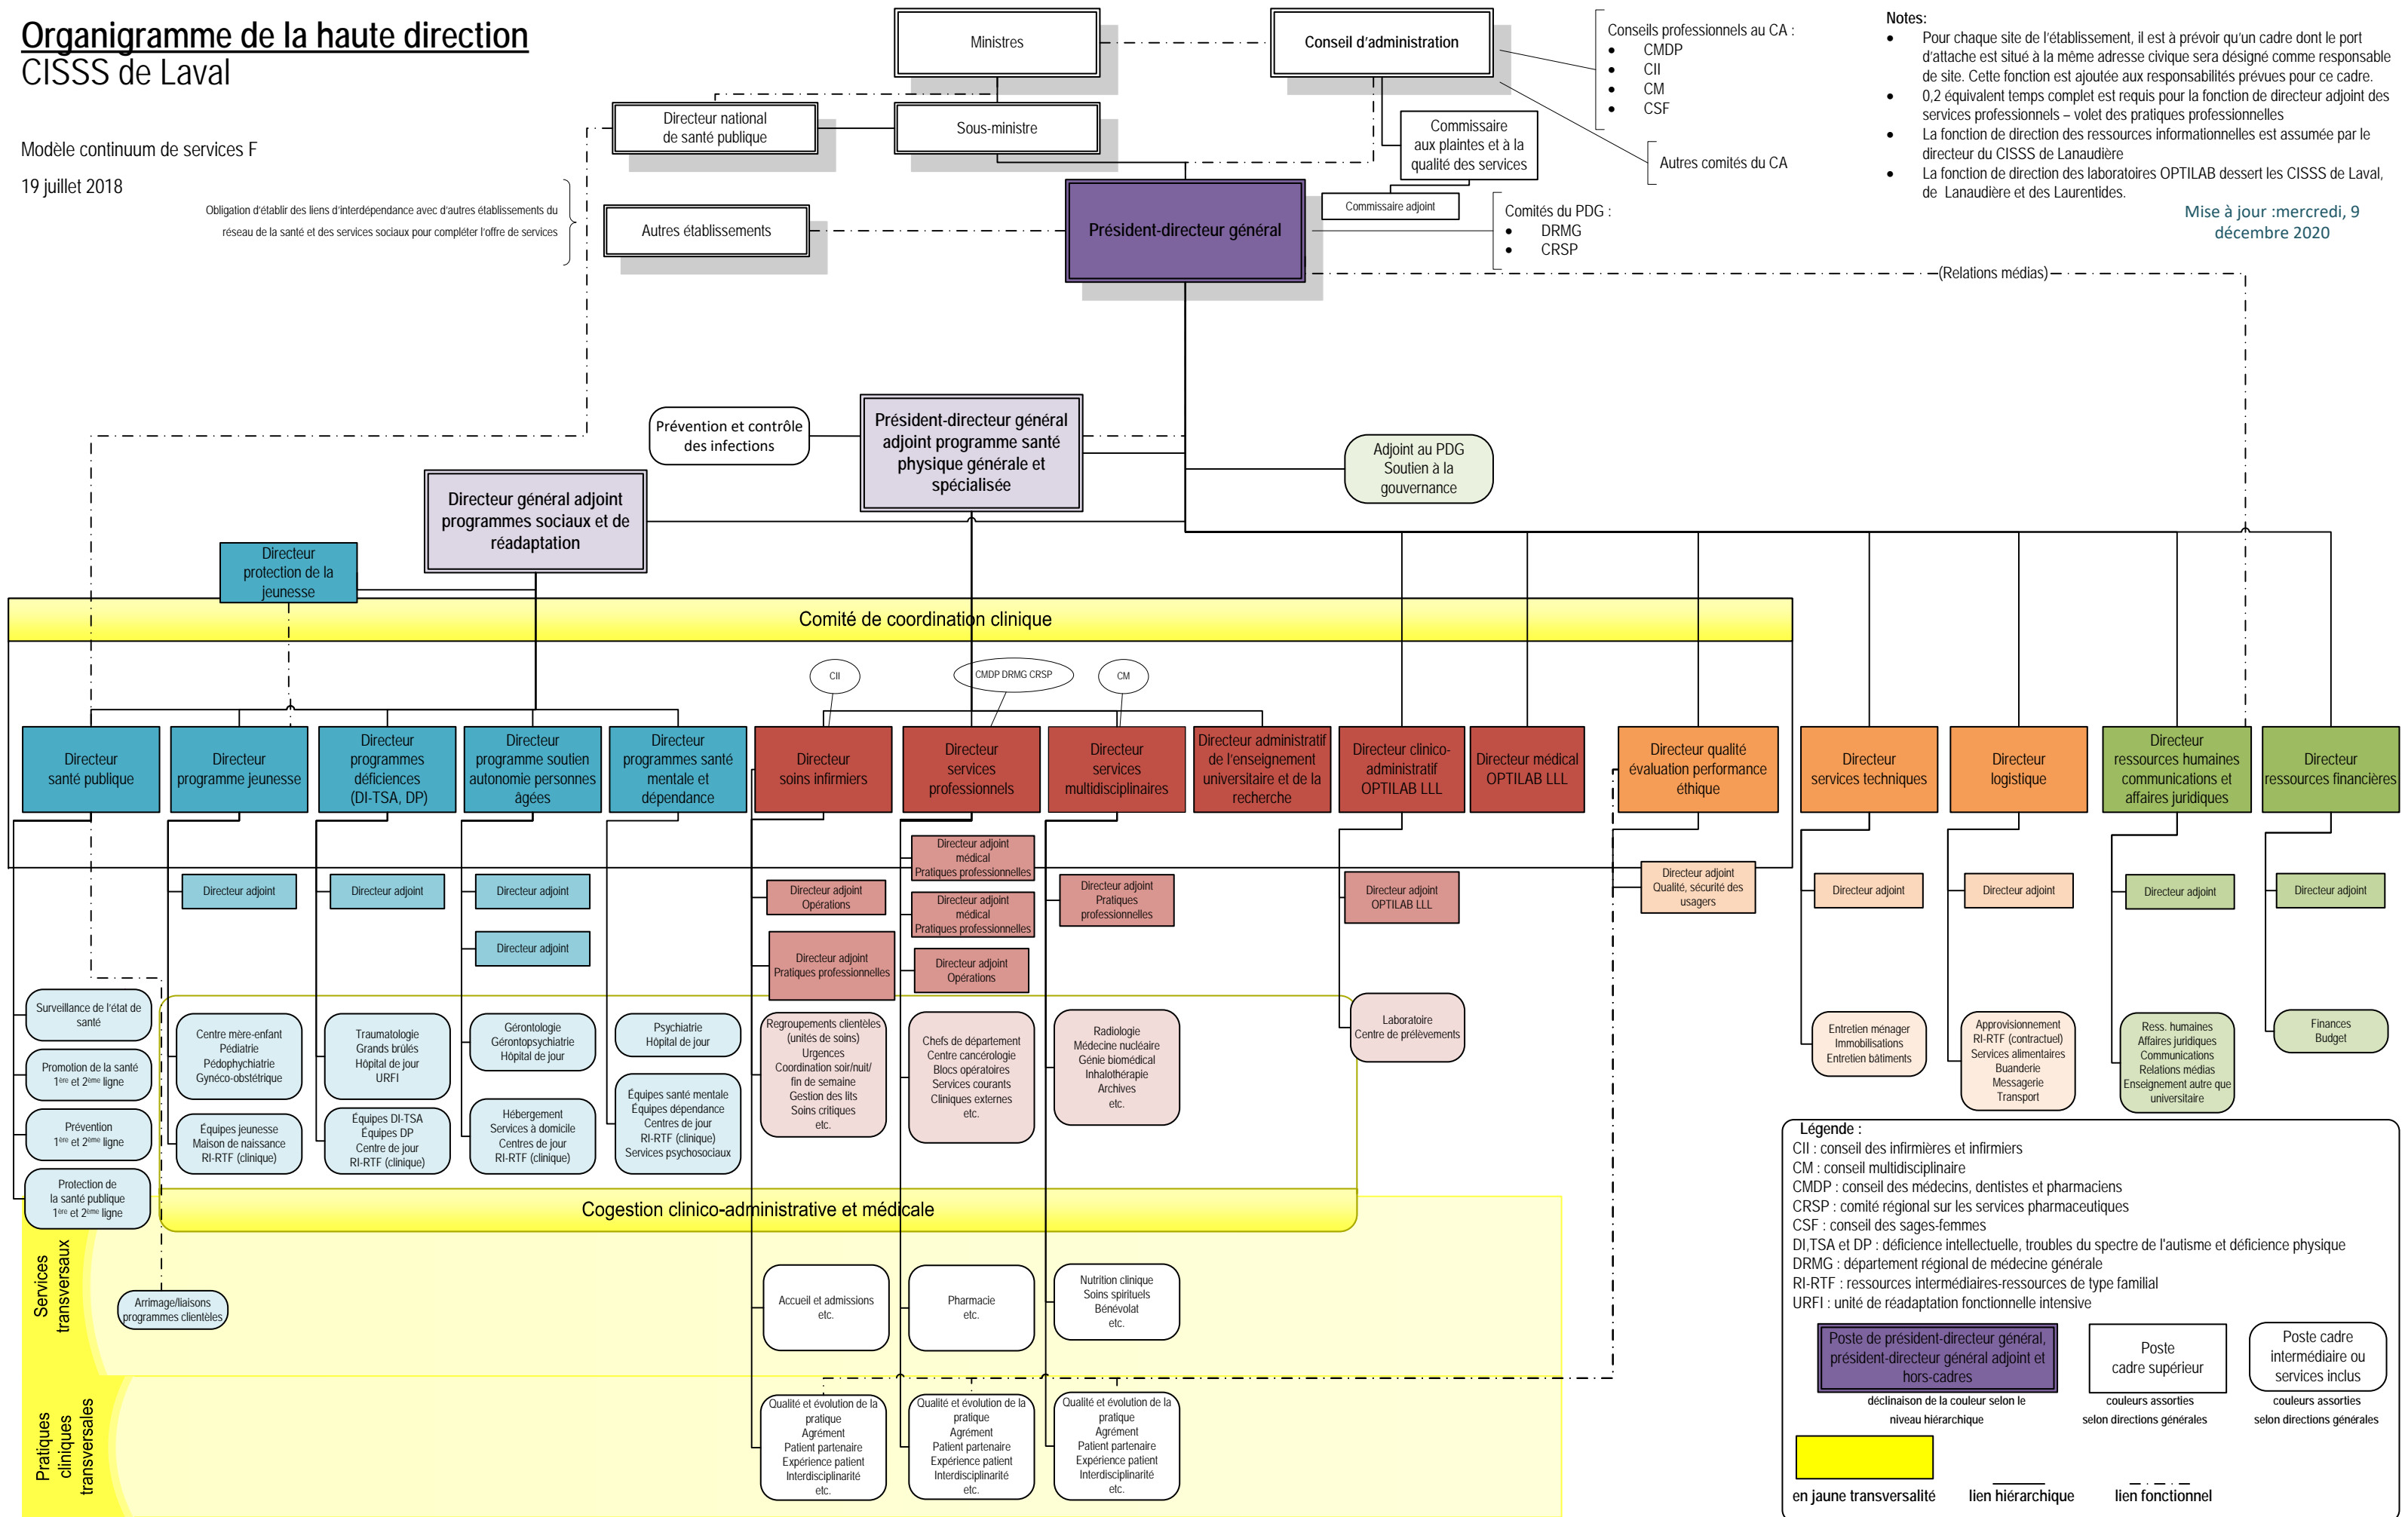 Organigramme de la haute direction
CISSS de Laval
Modèle continuum de services F
19 juillet 2018
Obligation d'établir des liens d'interdépendance avec d'autres établissements du
réseau de la santé et des services sociaux pour compléter l'offre de services
Ministres
Conseil d'administration
Directeur national
de santé publique
Sous-ministre
Commissaire
aux plaintes et à la
qualité des services
Commissaire adjoint
Autres établissements
Président-directeur général
Conseils professionnels au CA :
• CMDP
• CII
• CM
• CSF
Autres comités du CA
Comités du PDG :
• DRMG
• CRSP
(Relations médias)
Notes:
• Pour chaque site de l'établissement, il est à prévoir qu'un cadre dont le port
d'attache est situé à la même adresse civique sera désigné comme responsable
de site. Cette fonction est ajoutée aux responsabilités prévues pour ce cadre.
• 0,2 équivalent temps complet est requis pour la fonction de directeur adjoint des
services professionnels – volet des pratiques professionnelles
• La fonction de direction des ressources informationnelles est assumée par le
directeur du CISSS de Lanaudière
• La fonction de direction des laboratoires OPTILAB dessert les CISSS de Laval,
de Lanaudière et des Laurentides.
Mise à jour :mercredi, 9
décembre 2020
Prévention et contrôle
des infections
Président-directeur général
adjoint programme santé
physique générale et
spécialisée
Adjoint au PDG
Soutien à la
gouvernance
Directeur général adjoint
programmes sociaux et de
réadaptation
Directeur
protection de la
jeunesse
Comité de coordination clinique
CII
CMDP DRMG CRSP
CM
Directeur
santé publique
Directeur
programme jeunesse
Directeur
programmes
déficiences
(DI-TSA, DP)
Directeur
programme soutien
autonomie personnes
âgées
Directeur
programmes santé
mentale et
dépendance
Directeur
soins infirmiers
Directeur
services
professionnels
Directeur
services
multidisciplinaires
Directeur administratif
de l'enseignement
universitaire et de la
recherche
Directeur clinico-
administratif
OPTILAB LLL
Directeur médical
OPTILAB LLL
Directeur qualité
évaluation performance
éthique
Directeur
services techniques
Directeur
logistique
Directeur
ressources humaines
communications et
affaires juridiques
Directeur
ressources financières
Directeur adjoint
Directeur adjoint
Directeur adjoint
Directeur adjoint
Directeur adjoint
Opérations
Directeur adjoint
Pratiques professionnelles
Directeur adjoint
médical
Pratiques professionnelles
Directeur adjoint
médical
Pratiques professionnelles
Directeur adjoint
Opérations
Directeur adjoint
Pratiques
professionnelles
Directeur adjoint
OPTILAB LLL
Directeur adjoint
Qualité, sécurité des
usagers
Directeur adjoint
Directeur adjoint
Directeur adjoint
Directeur adjoint
Surveillance de l'état de
santé
Promotion de la santé
1ère et 2ème ligne
Prévention
1ère et 2ème ligne
Protection de
la santé publique
1ère et 2ème ligne
Centre mère-enfant
Pédiatrie
Pédophychiatrie
Gynéco-obstétrique
Équipes jeunesse
Maison de naissance
RI-RTF (clinique)
Traumatologie
Grands brûlés
Hôpital de jour
URFI
Équipes DI-TSA
Équipes DP
Centre de jour
RI-RTF (clinique)
Gérontologie
Gérontopsychiatrie
Hôpital de jour
Hébergement
Services à domicile
Centres de jour
RI-RTF (clinique)
Psychiatrie
Hôpital de jour
Équipes santé mentale
Équipes dépendance
Centres de jour
RI-RTF (clinique)
Services psychosociaux
Regroupements clientèles
(unités de soins)
Urgences
Coordination soir/nuit/
fin de semaine
Gestion des lits
Soins critiques
etc.
Chefs de département
Centre cancérologie
Blocs opératoires
Services courants
Cliniques externes
etc.
Radiologie
Médecine nucléaire
Génie biomédical
Inhalothérapie
Archives
etc.
Laboratoire
Centre de prélèvements
Entretien ménager
Immobilisations
Entretien bâtiments
Approvisionnement
RI-RTF (contractuel)
Services alimentaires
Buanderie
Messagerie
Transport
Ress. humaines
Affaires juridiques
Communications
Relations médias
Enseignement autre que
universitaire
Finances
Budget
Cogestion clinico-administrative et médicale
Services
transversaux
Arrimage/liaisons
programmes clientèles
Accueil et admissions
etc.
Pharmacie
etc.
Nutrition clinique
Soins spirituels
Bénévolat
etc.
Pratiques
cliniques
transversales
Qualité et évolution de la
pratique
Agrément
Patient partenaire
Expérience patient
Interdisciplinarité
etc.
Qualité et évolution de la
pratique
Agrément
Patient partenaire
Expérience patient
Interdisciplinarité
etc.
Qualité et évolution de la
pratique
Agrément
Patient partenaire
Expérience patient
Interdisciplinarité
etc.
Légende :
CII : conseil des infirmières et infirmiers
CM : conseil multidisciplinaire
CMDP : conseil des médecins, dentistes et pharmaciens
CRSP : comité régional sur les services pharmaceutiques
CSF : conseil des sages-femmes
DI,TSA et DP : déficience intellectuelle, troubles du spectre de l'autisme et déficience physique
DRMG : département régional de médecine générale
RI-RTF : ressources intermédiaires-ressources de type familial
URFI : unité de réadaptation fonctionnelle intensive
Poste de président-directeur général,
président-directeur général adjoint et
hors-cadres
déclinaison de la couleur selon le
niveau hiérarchique
Poste
cadre supérieur
couleurs assorties
selon directions générales
Poste cadre
intermédiaire ou
services inclus
couleurs assorties
selon directions générales
en jaune transversalité
lien hiérarchique
lien fonctionnel